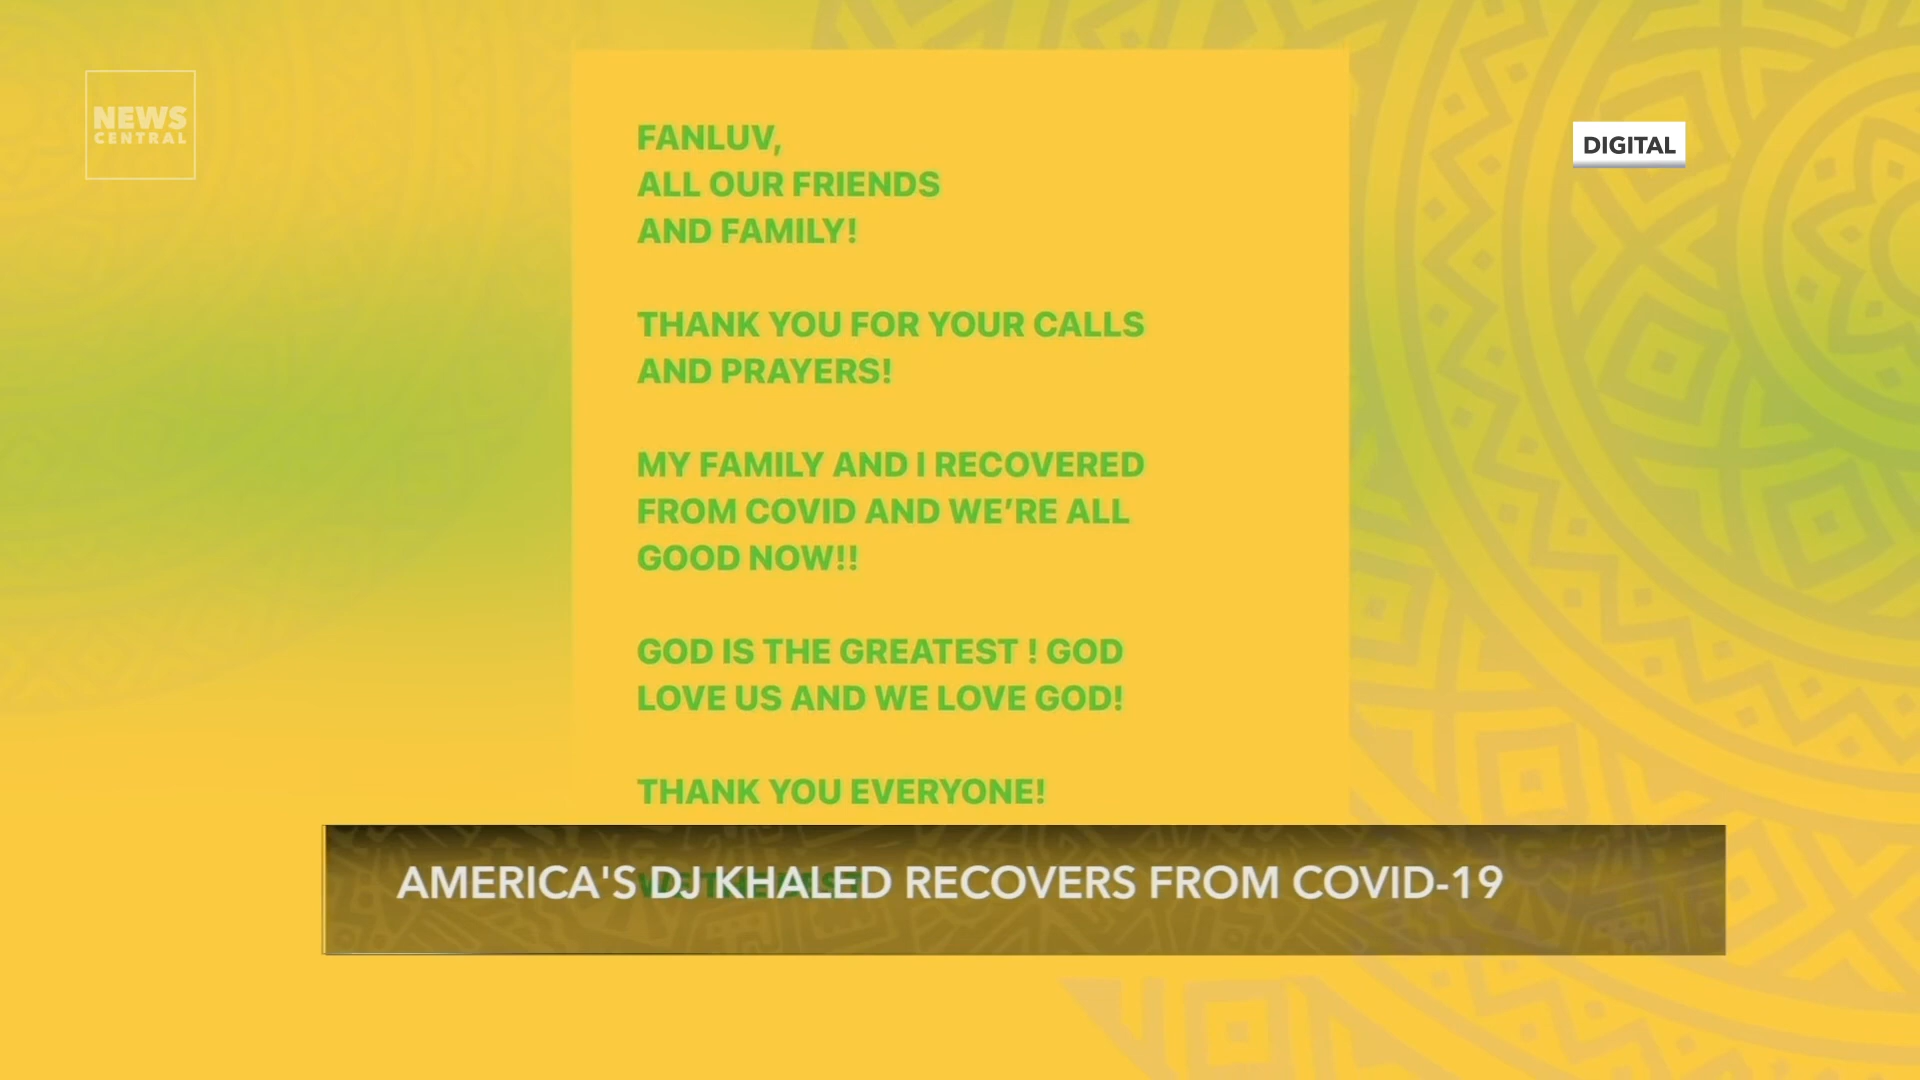 NEWS
CENTRAL
DIGITAL
FANLUV,
ALL OUR FRIENDS
AND FAMILY!
THANK YOU FOR YOUR CALLS
AND PRAYERS!
MY FAMILY AND I RECOVERED
FROM COVID AND WE’RE ALL
GOOD NOW!!
GOD IS THE GREATEST ! GOD
LOVE US AND WE LOVE GOD!
THANK YOU EVERYONE!
AMERICA'S DJ KHALED RECOVERS FROM COVID-19